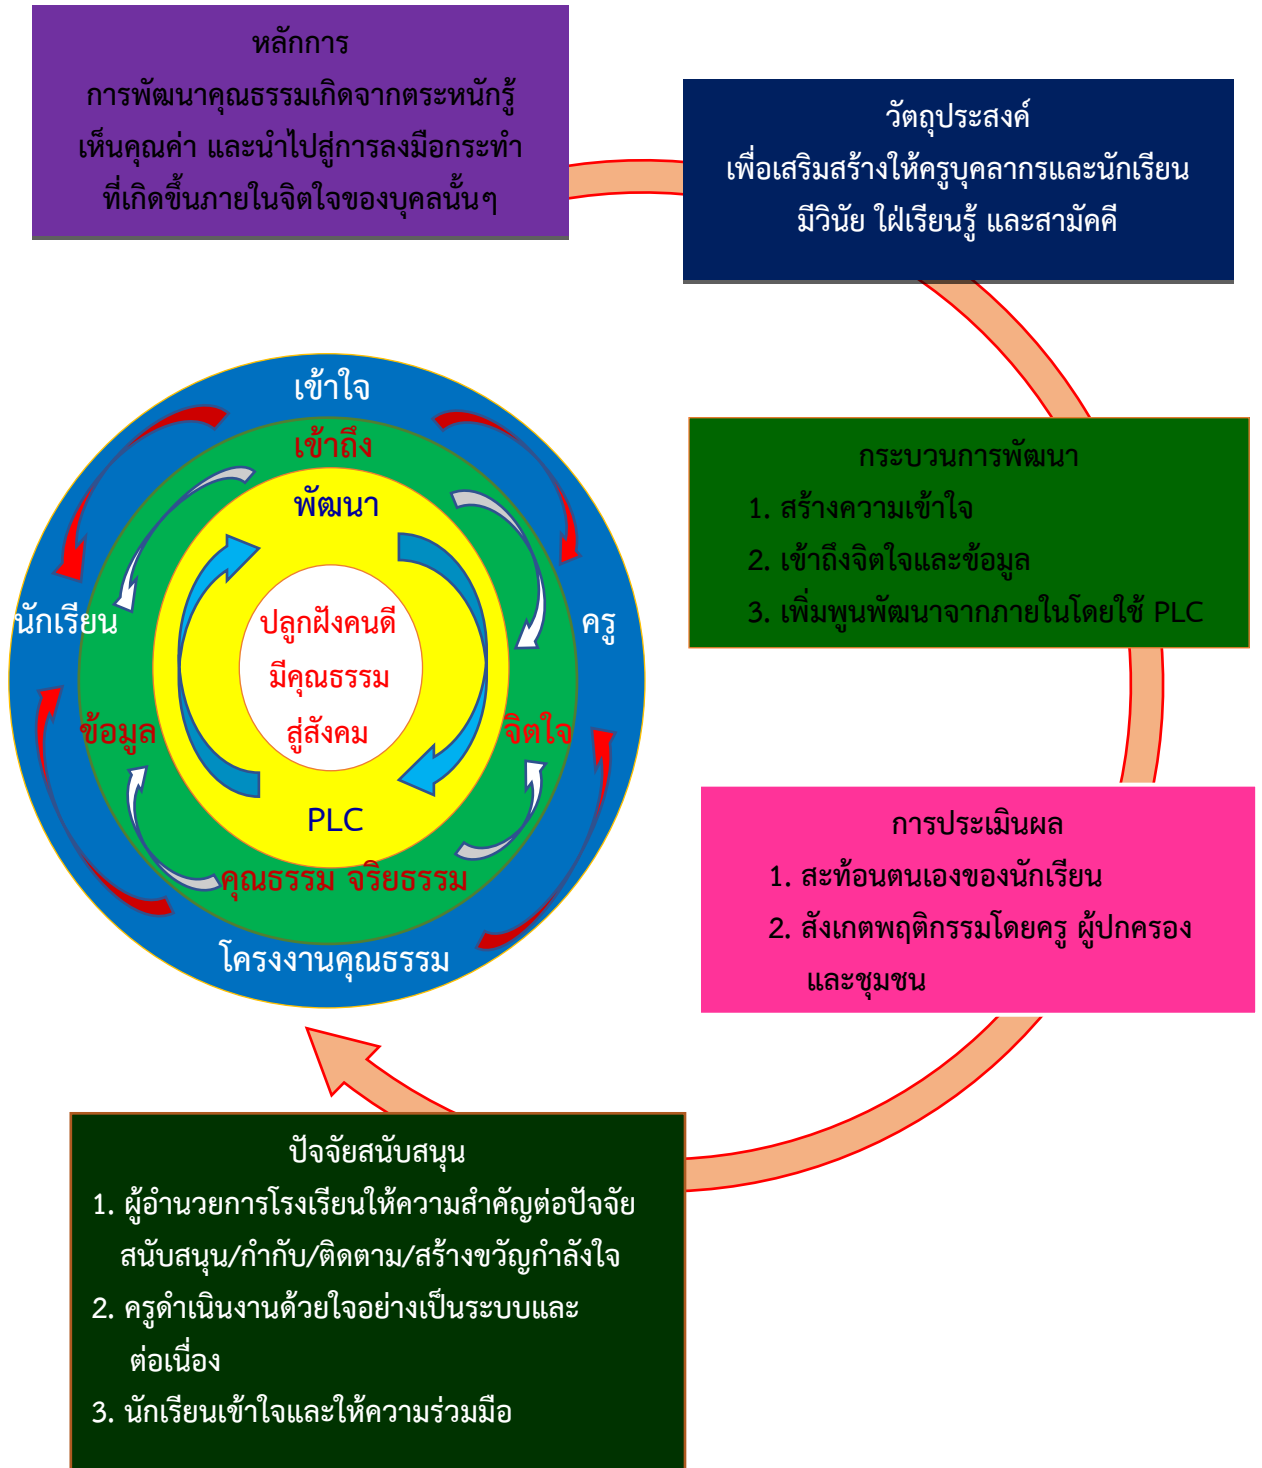 หลักการ
การพัฒนาคุณธรรมเกิดจากตระหนักรู้
เห็นคุณค่า และนำไปสู่การลงมือกระทำ
ที่เกิดขึ้นภายในจิตใจของบุคลนั้นๆ
วัตถุประสงค์
เพื่อเสริมสร้างให้ครูบุคลากรและนักเรียน
มีวินัย ใฝ่เรียนรู้ และสามัคคี
กระบวนการพัฒนา
1. สร้างความเข้าใจ
2. เข้าถึงจิตใจและข้อมูล
3. เพิ่มพูนพัฒนาจากภายในโดยใช้ PLC
การประเมินผล
1. สะท้อนตนเองของนักเรียน
2. สังเกตพฤติกรรมโดยครู ผู้ปกครอง
และชุมชน
เข้าใจ
เข้าถึง
พัฒนา
นักเรียน
ปลูกฝังคนดี
มีคุณธรรม
สู่สังคม
ครู
ข้อมูล
จิตใจ
PLC
คุณธรรม จริยธรรม
โครงงานคุณธรรม
ปัจจัยสนับสนุน
1. ผู้อำนวยการโรงเรียนให้ความสำคัญต่อปัจจัย
สนับสนุน/กำกับ/ติดตาม/สร้างขวัญกำลังใจ
2. ครูดำเนินงานด้วยใจอย่างเป็นระบบและ
ต่อเนื่อง
3. นักเรียนเข้าใจและให้ความร่วมมือ